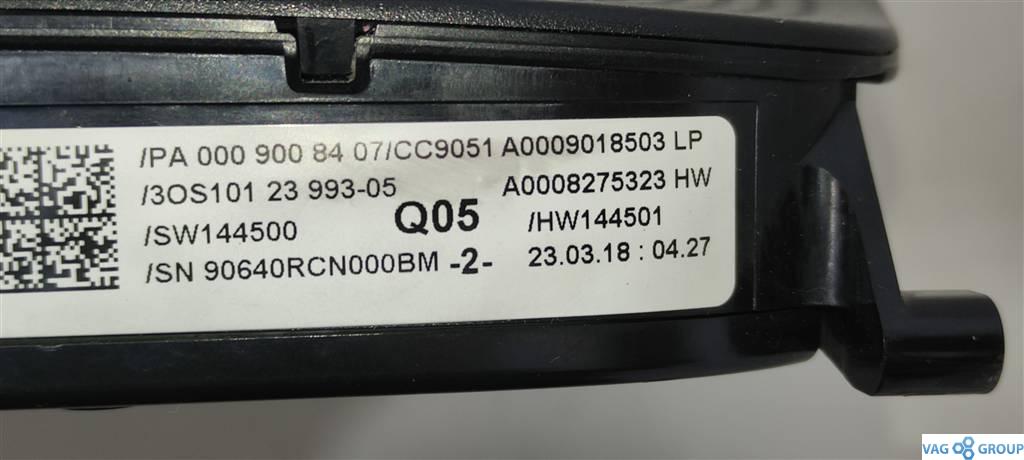 /PA 000 900 84 07/CC9051 A0009018503 LP
/3OS101 23 993-05 A0008275323 HW
/SW144500 Q05 /HW144501
/SN 90640RCN000BM -2- 23.03.18 : 04.27
VAG GROUP